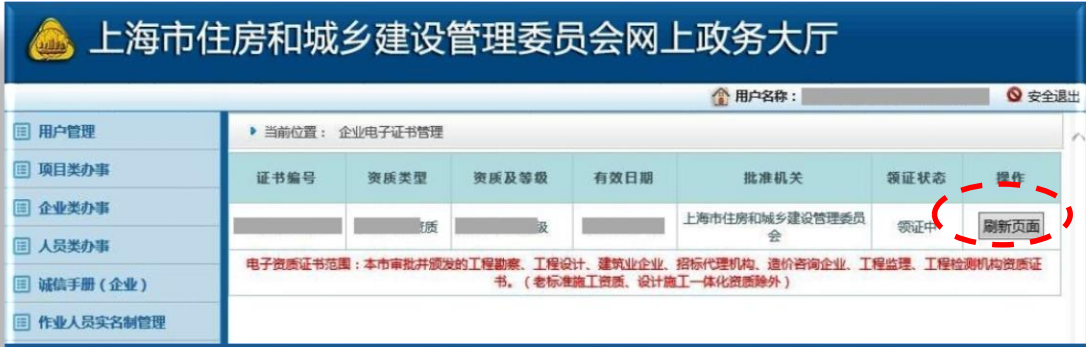 上海市住房和城乡建设管理委员会网上政务大厅
用户名称：
安全退出
用户管理
项目类办事
企业类办事
人员类办事
诚信手册（企业）
作业人员实名制管理
当前位置： 企业电子证书管理
证书编号 资质类型 资质及等级 有效日期 批准机关 领证状态 操作
质 级 上海市住房和城乡建设管理委员 领证中 刷新页面
会
电子资质证书范围：本市审批并颁发的工程勘察、工程设计、建筑业企业、招标代理机构、造价咨询企业、工程监理、工程检测机构资质证
书。（老标准施工资质、设计施工一体化资质除外）